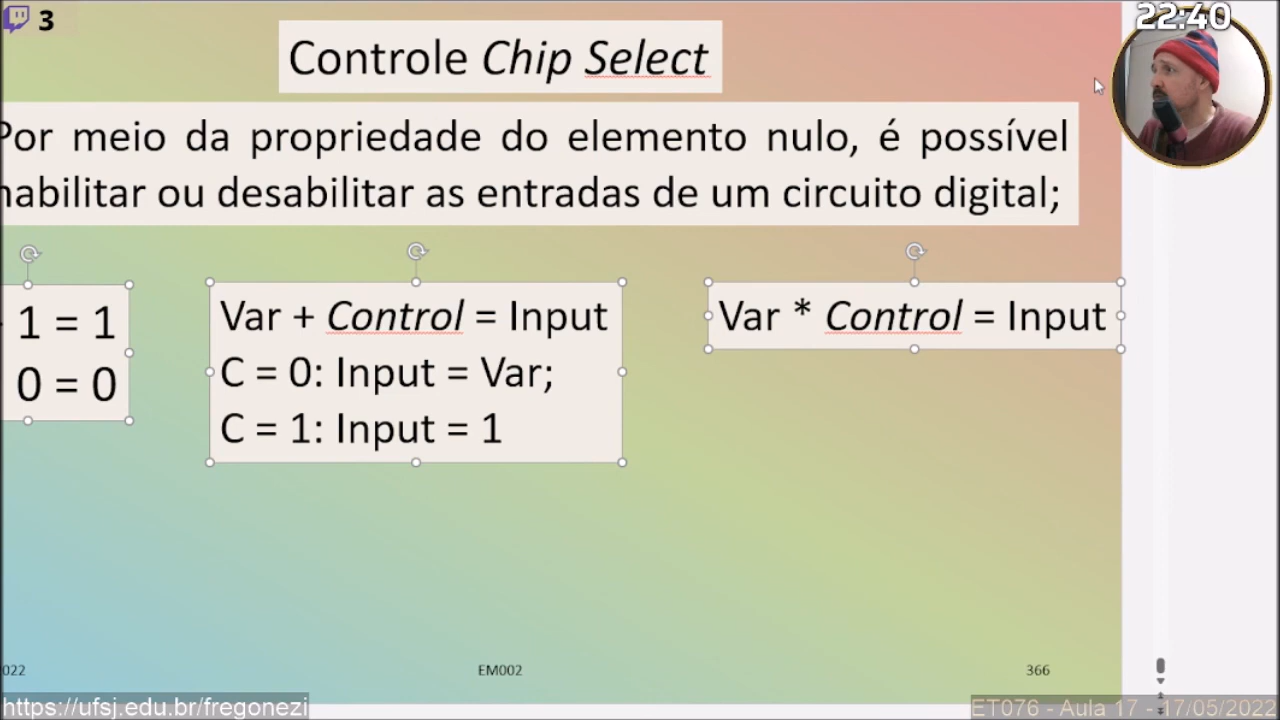 3
22:40
Controle Chip Select
Por meio da propriedade do elemento nulo, é possível
habilitar ou desabilitar as entradas de um circuito digital;
1 = 1
0 = 0
Var + Control = Input
C = 0: Input = Var;
C = 1: Input = 1
Var * Control = Input
022
EM002
366
https://ufsj.edu.br/fregonezi
ET076 - Aula 17 - 17/05/2022